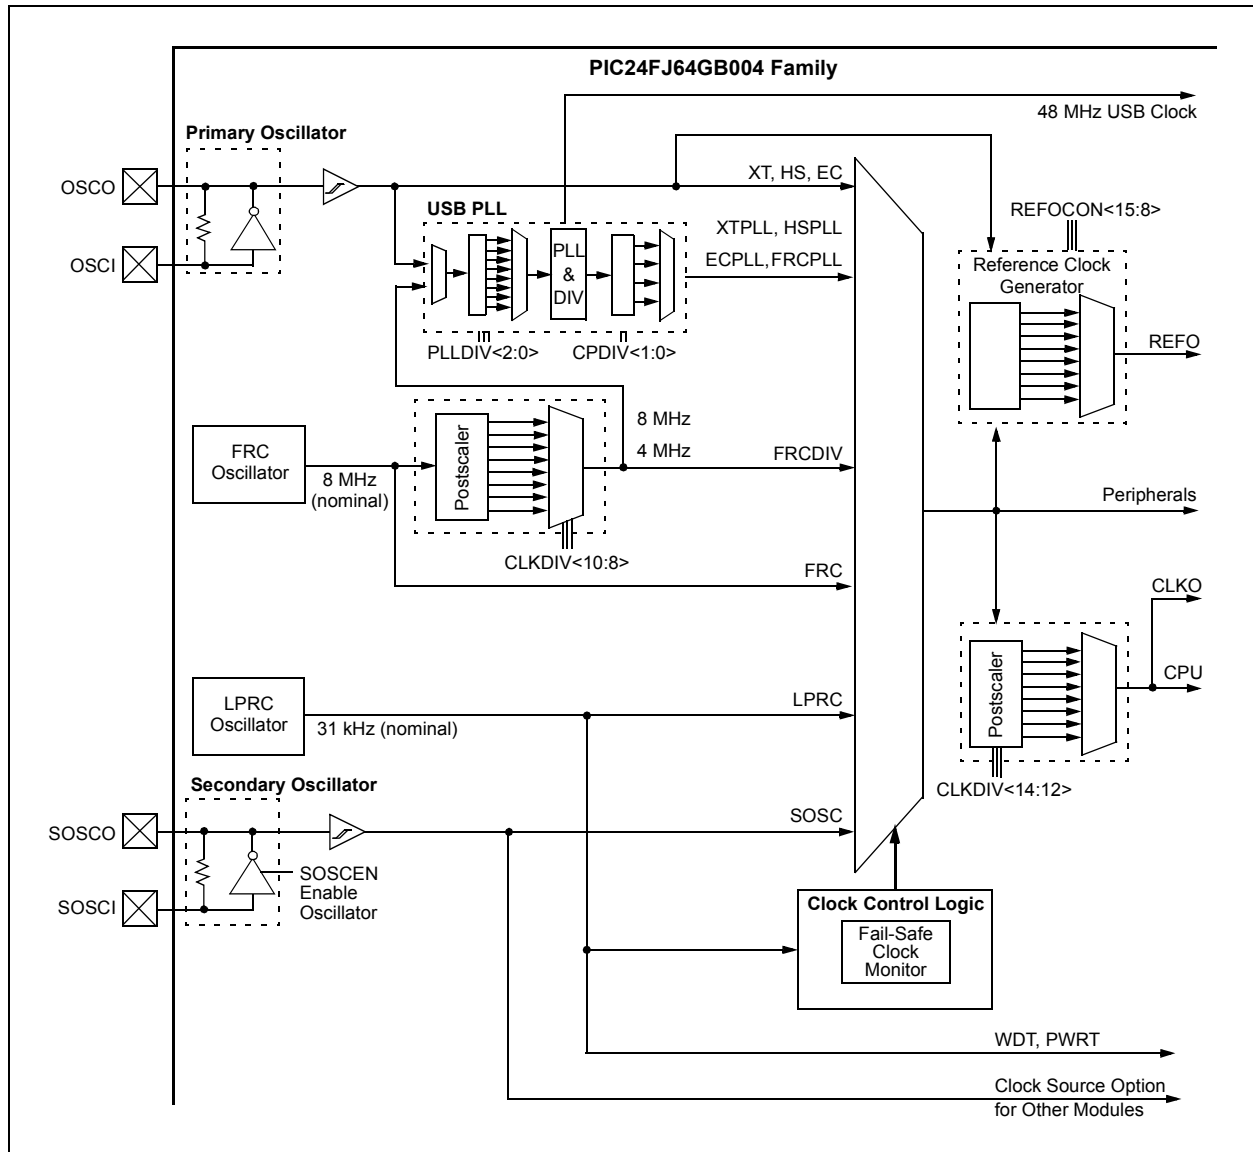 PIC24FJ64GB004 Family
48 MHz USB Clock
Primary Oscillator
OSCO
OSCI
XT, HS, EC
USB PLL
PLL
&
DIV
XTPLL, HSPLL
ECPLL,FRCPLL
PLLDIV<2:0>
CPDIV<1:0>
REFOCON<15:8>
Reference Clock
Generator
REFO
FRC
Oscillator
8 MHz
(nominal)
Postscaler
8 MHz
4 MHz
FRCDIV
CLKDIV<10:8>
Peripherals
FRC
CLKO
Postscaler
CPU
CLKDIV<14:12>
LPRC
Oscillator
31 kHz (nominal)
LPRC
Secondary Oscillator
SOSCO
SOSCI
SOSCEN
Enable
Oscillator
SOSC
Clock Control Logic
Fail-Safe
Clock
Monitor
WDT, PWRT
Clock Source Option
for Other Modules